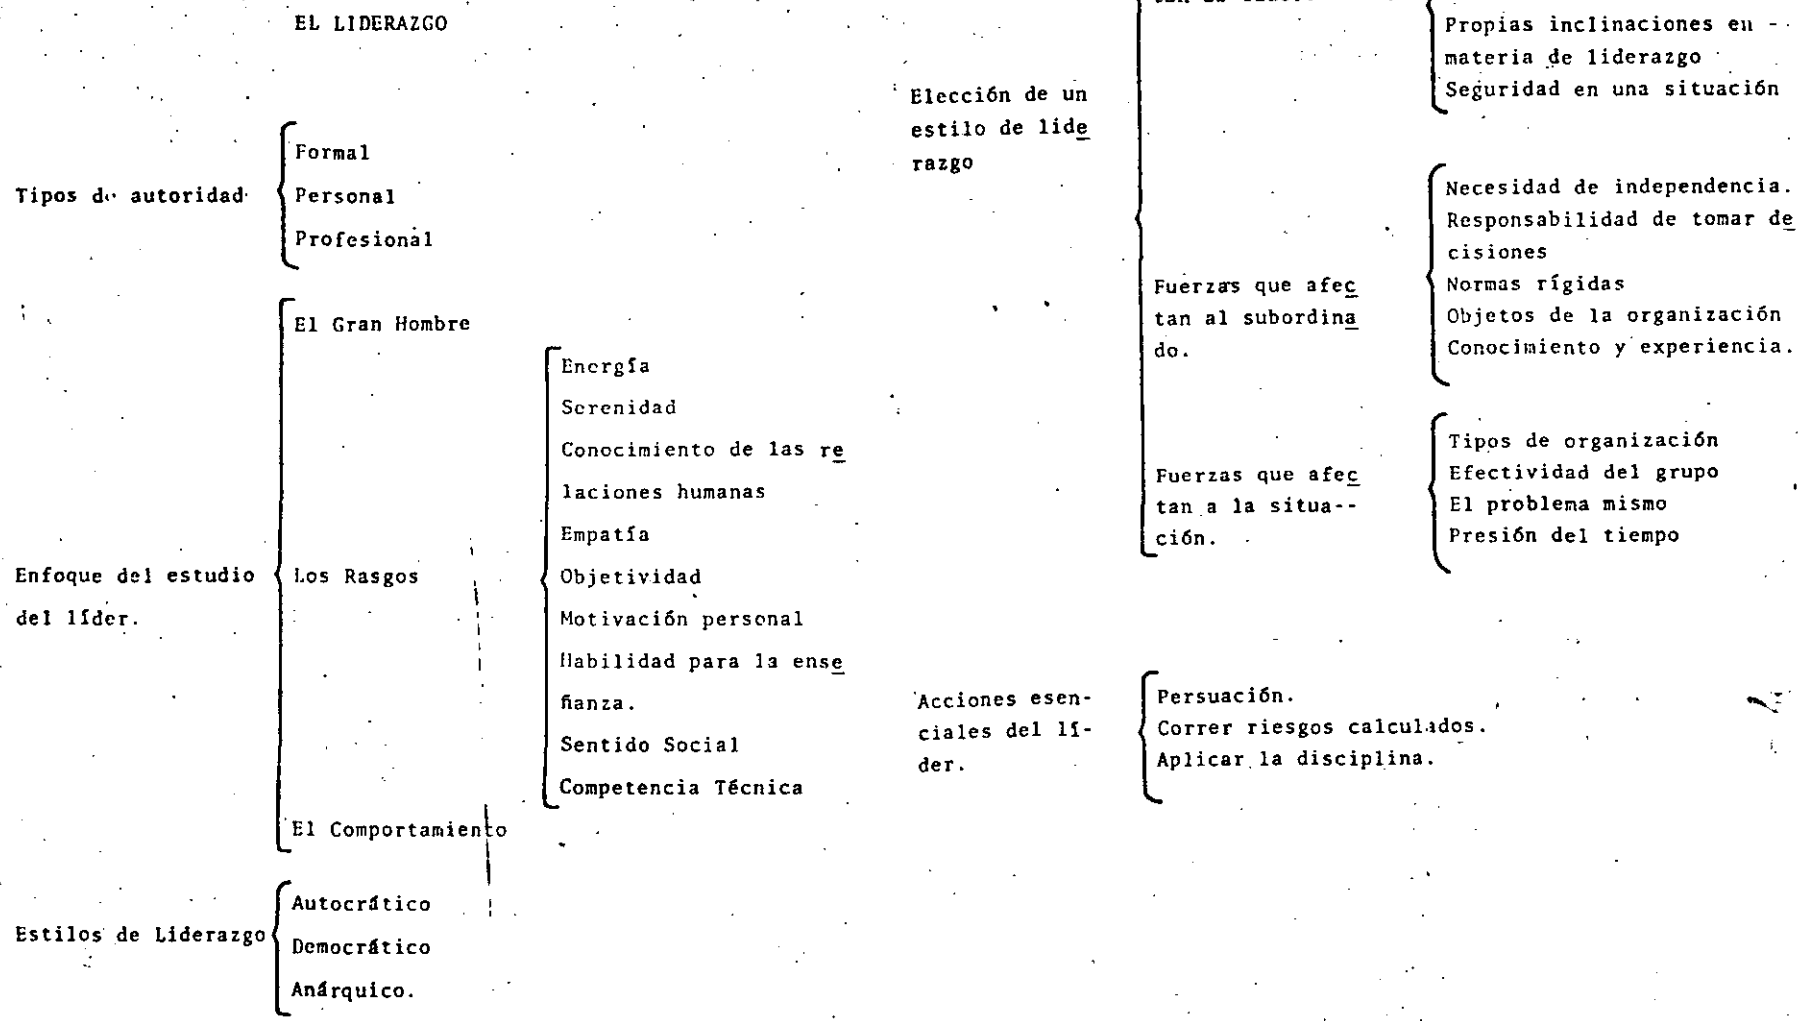 EL LIDERAZGO
Tipos de autoridad
Formal
Personal
Profesional
Enfoque del estudio
del líder.
El Gran Hombre
Los Rasgos
Energía
Serenidad
Conocimiento de las re
laciones humanas
Empatía
Objetividad
Motivación personal
Habilidad para la ense
ñanza.
Sentido Social
Competencia Técnica
El Comportamiento
Estilos de Liderazgo
Autocrático
Democrático
Anárquico.
Elección de un
estilo de lide
razgo
Propias inclinaciones en -
materia de liderazgo
Seguridad en una situación
Fuerzas que afec
tan al subordina
do.
Necesidad de independencia.
Responsabilidad de tomar de
cisiones
Normas rígidas
Objetos de la organización
Conocimiento y experiencia.
Fuerzas que afec
tan a la situa--
ción.
Tipos de organización
Efectividad del grupo
El problema mismo
Presión del tiempo
Acciones esen-
ciales del lí-
der.
Persuación.
Correr riesgos calculados.
Aplicar la disciplina.